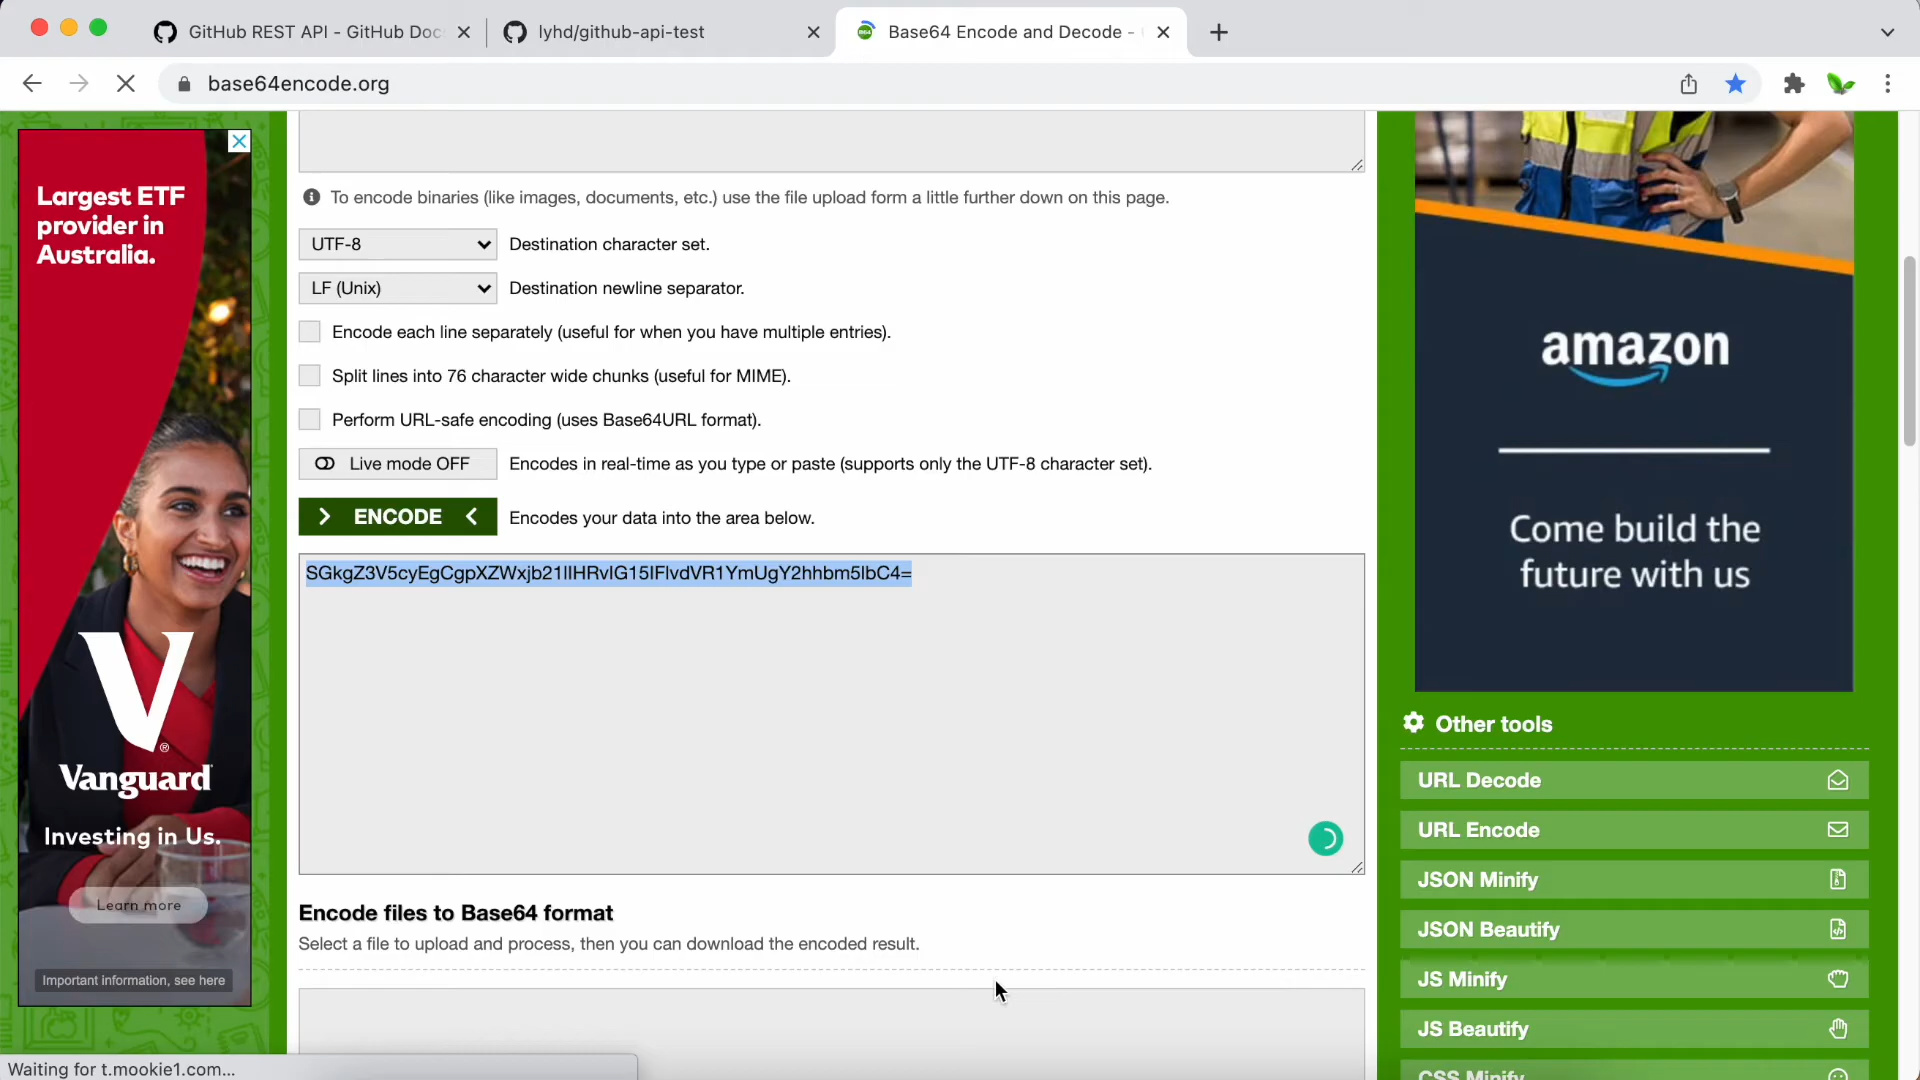 GitHub REST API - GitHub Doc
lyhd/github-api-test
Base64 Encode and Decode -
base64encode.org
Largest ETF
provider in
Australia.
V
®
Vanguard
Investing in Us.
Learn more
Important information, see here
To encode binaries (like images, documents, etc.) use the file upload form a little further down on this page.
UTF-8 Destination character set.
LF (Unix) Destination newline separator.
Encode each line separately (useful for when you have multiple entries).
Split lines into 76 character wide chunks (useful for MIME).
Perform URL-safe encoding (uses Base64URL format).
Live mode OFF Encodes in real-time as you type or paste (supports only the UTF-8 character set).
> ENCODE < Encodes your data into the area below.
SGkgZ3V5cyEgCgpXZWxjb21lIHRvIG15IFlvdVR1YmUgY2hhbm5lbC4=
Encode files to Base64 format
Select a file to upload and process, then you can download the encoded result.
amazon
Come build the
future with us
Other tools
URL Decode
URL Encode
JSON Minify
JSON Beautify
JS Minify
JS Beautify
CSS Minify
Waiting for t.mookie1.com...